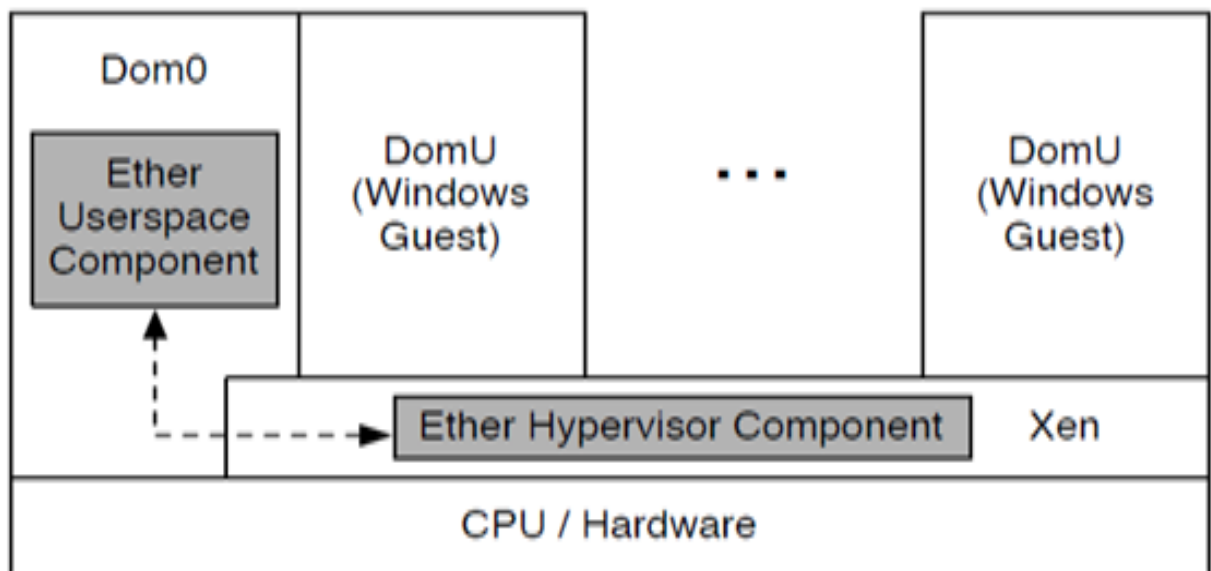 Dom0
Ether
Userspace
Component
DomU
(Windows
Guest)
...
DomU
(Windows
Guest)
Ether Hypervisor Component
Xen
CPU / Hardware